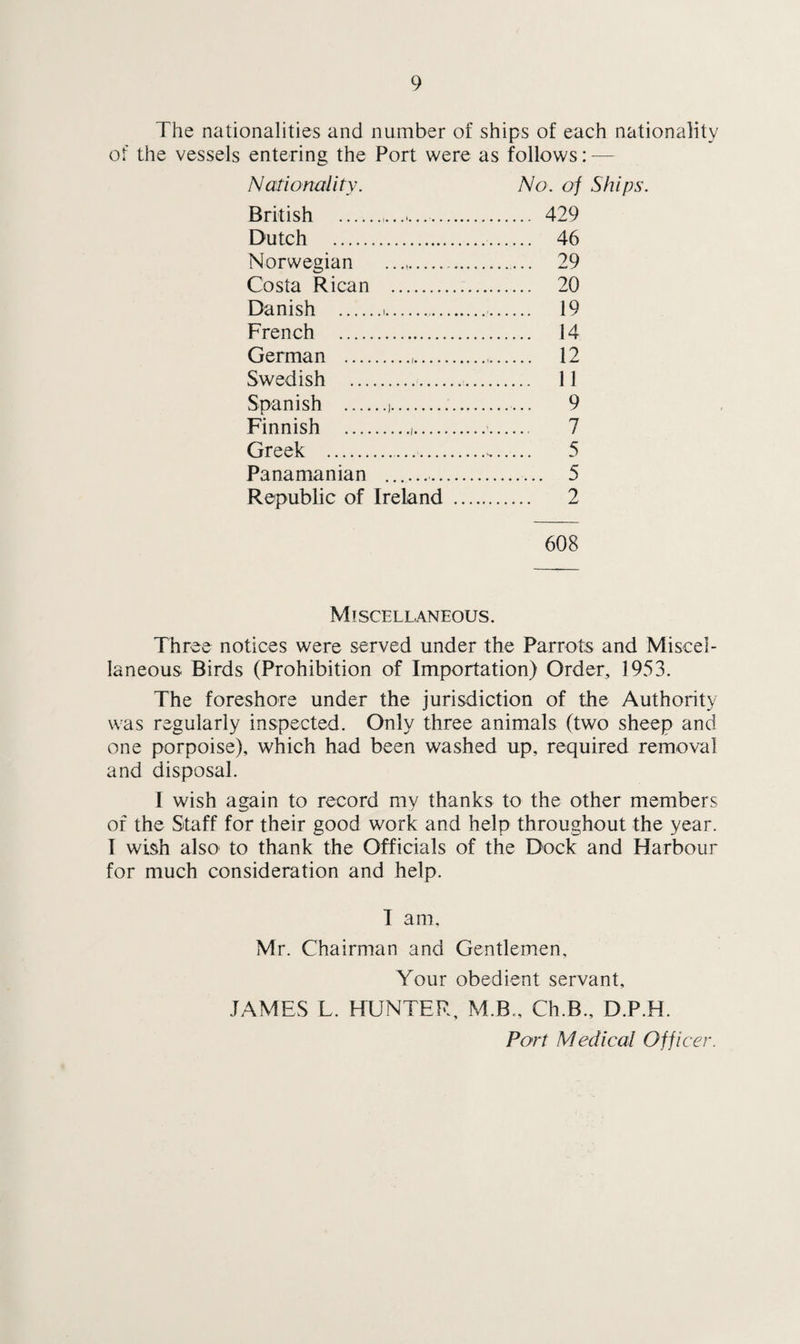 9
The nationalities and number of ships of each nationality
of the vessels entering the Port were as follows: —
Nationality. No. of Ships.
British .......................... 429
Dutch .......................... 46
Norwegian .......................... 29
Costa Rican .......................... 20
Danish .......................... 19
French .......................... 14
German .......................... 12
Swedish .......................... 11
Spanish .......................... 9
Finnish .......................... 7
Greek .......................... 5
Panamanian .......................... 5
Republic of Ireland ............ 2
608
Miscellaneous.
Three notices were served under the Parrots and Miscel-
laneous Birds (Prohibition of Importation) Order, 1953.
The foreshore under the jurisdiction of the Authority
was regularly inspected. Only three animals (two sheep and
one porpoise), which had been washed up, required removal
and disposal.
I wish again to record my thanks to the other members
of the Staff for their good work and help throughout the year.
I wish also to thank the Officials of the Dock and Harbour
for much consideration and help.
I am,
Mr. Chairman and Gentlemen,
Your obedient servant,
JAMES L. HUNTER, M.B., Ch.B., D.P.H.
Port Medical Officer.